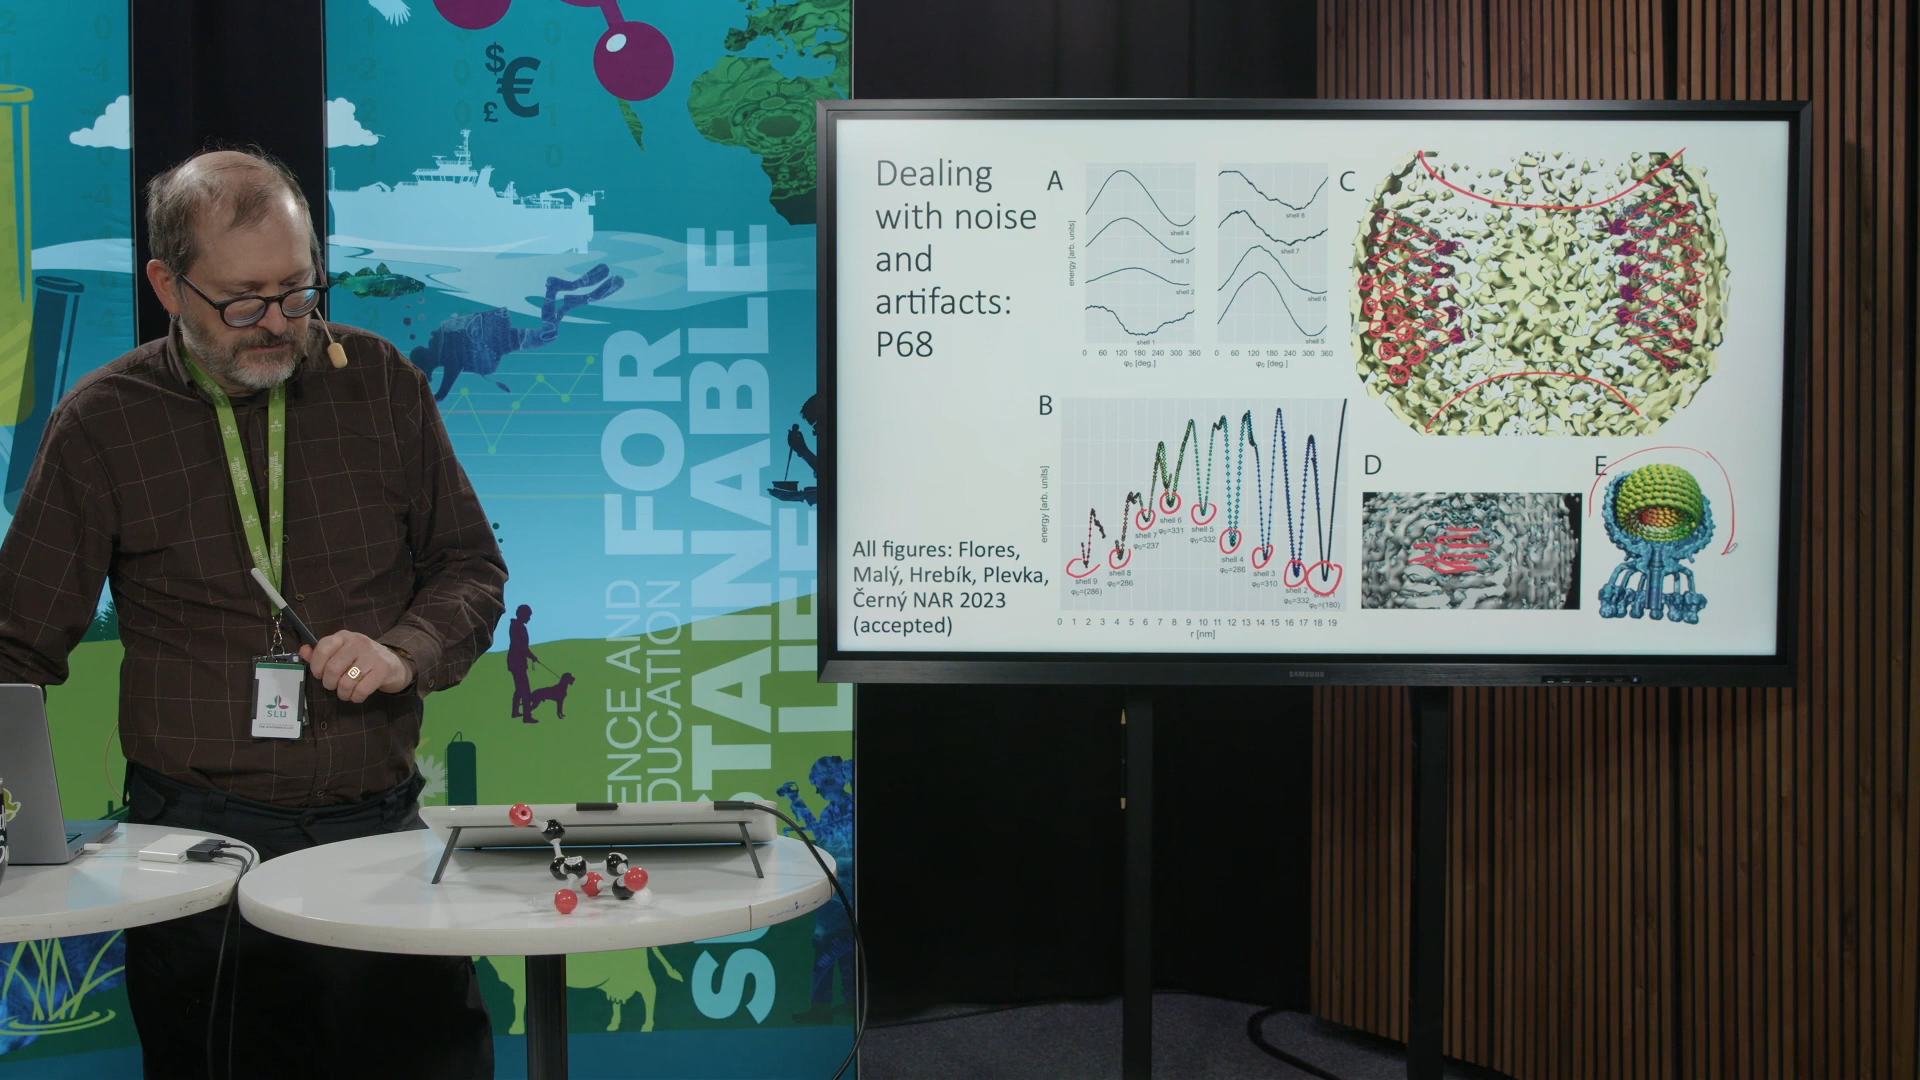 $
€
£
ENCE AND
DUCATION
FOR
SUSTAINABLE
LIFE
SLU
Dealing
with noise
and
artifacts:
P68
All figures: Flores,
Malý, Hrebík, Plevka,
Černý NAR 2023
(accepted)
A
energy [arb. units]
shell 4
shell 3
shell 2
shell 1
0 60 120 180 240 300 360
φ₀ [deg.]
shell 8
shell 7
shell 6
shell 5
0 60 120 180 240 300 360
φ₀ [deg.]
B
energy [arb. units]
shell 9
φ₀=(286)
shell 8
φ₀=286
shell 7
φ₀=237
shell 6
φ₀=331
shell 5
φ₀=332
shell 4
φ₀=286
shell 3
φ₀=310
shell 2
φ₀=332
φ₀=(180)
0 1 2 3 4 5 6 7 8 9 10 11 12 13 14 15 16 17 18 19
r [nm]
C
D
E
SAMSUNG